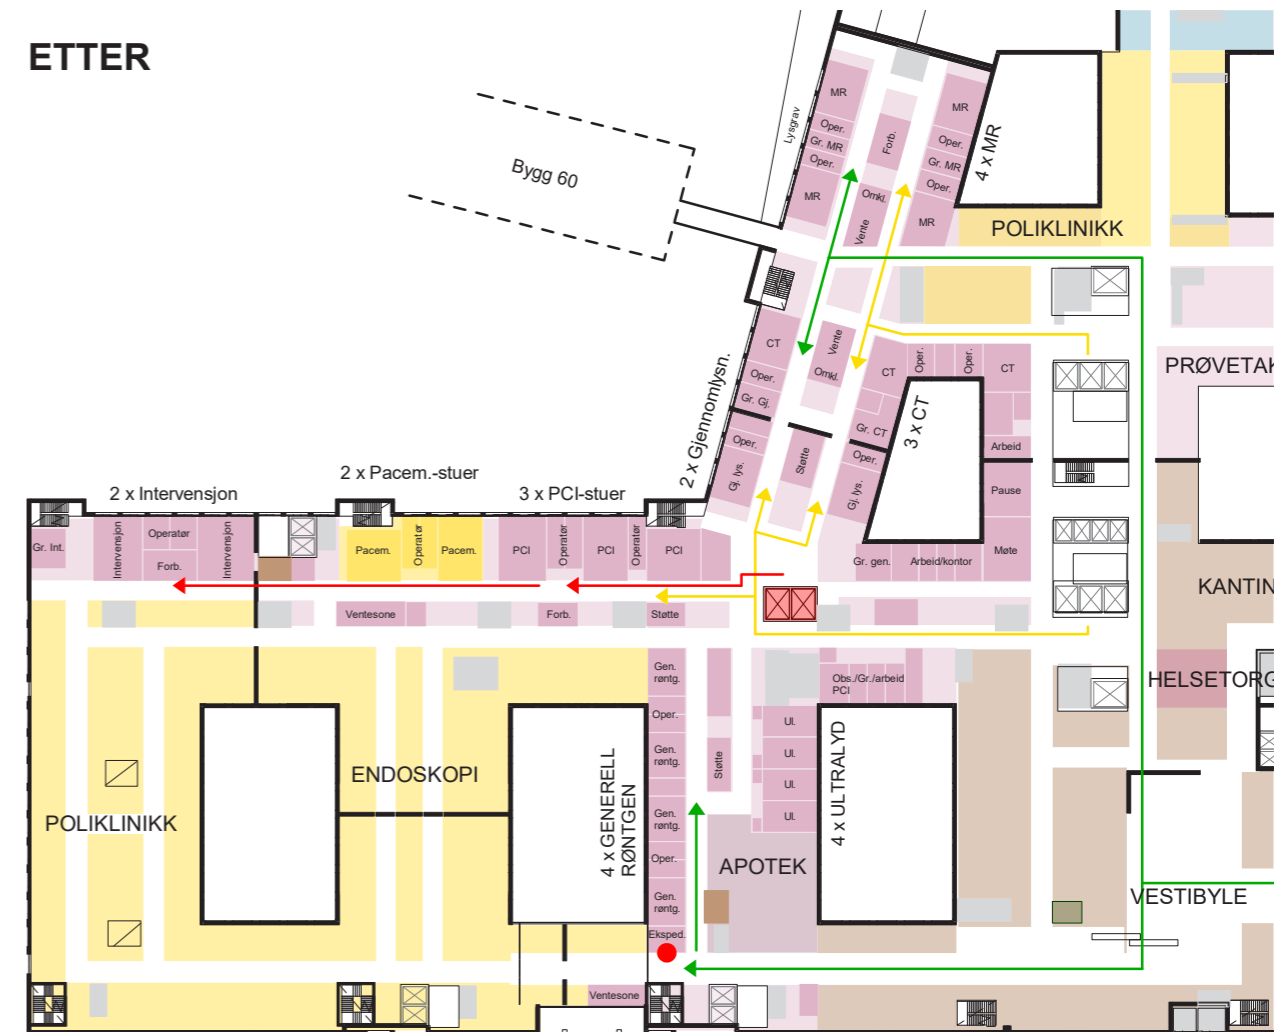 ETTER
Lysgrav
Bygg 60
MR
Oper.
Gr. MR
Oper.
MR
Forb.
Omkl.
Vente
MR
Oper.
Gr. MR
Oper.
MR
4 x MR
POLIKLINIKK
CT
Oper.
Gr. Gj.
Oper.
Gj. lys.
2 x Gjennomlysn.
Vente
Omkl.
Støtte
CT
Gr. CT
Oper.
Gj. lys.
Oper.
Oper.
CT
3 x CT
Arbeid
Pause
Møte
Gr. gen.
Arbeid/kontor
PRØVETAK
KANTIN
HELSETORG
2 x Intervensjon
2 x Pacem.-stuer
3 x PCI-stuer
Gr. Int.
Intervensjon
Operatør
Forb.
Intervensjon
Pacem.
Operatør
Pacem.
PCI
Operatør
PCI
Operatør
PCI
Ventesone
Forb.
Støtte
Gen.
røntg.
Oper.
Gen.
røntg.
Gen.
røntg.
Oper.
Gen.
røntg.
Eksped.
Støtte
Obs./Gr./arbeid
PCI
Ul.
Ul.
Ul.
Ul.
4 x ULTRALYD
4 x GENERELL
RØNTGEN
ENDOSKOPI
POLIKLINIKK
APOTEK
VESTIBYLE
Ventesone